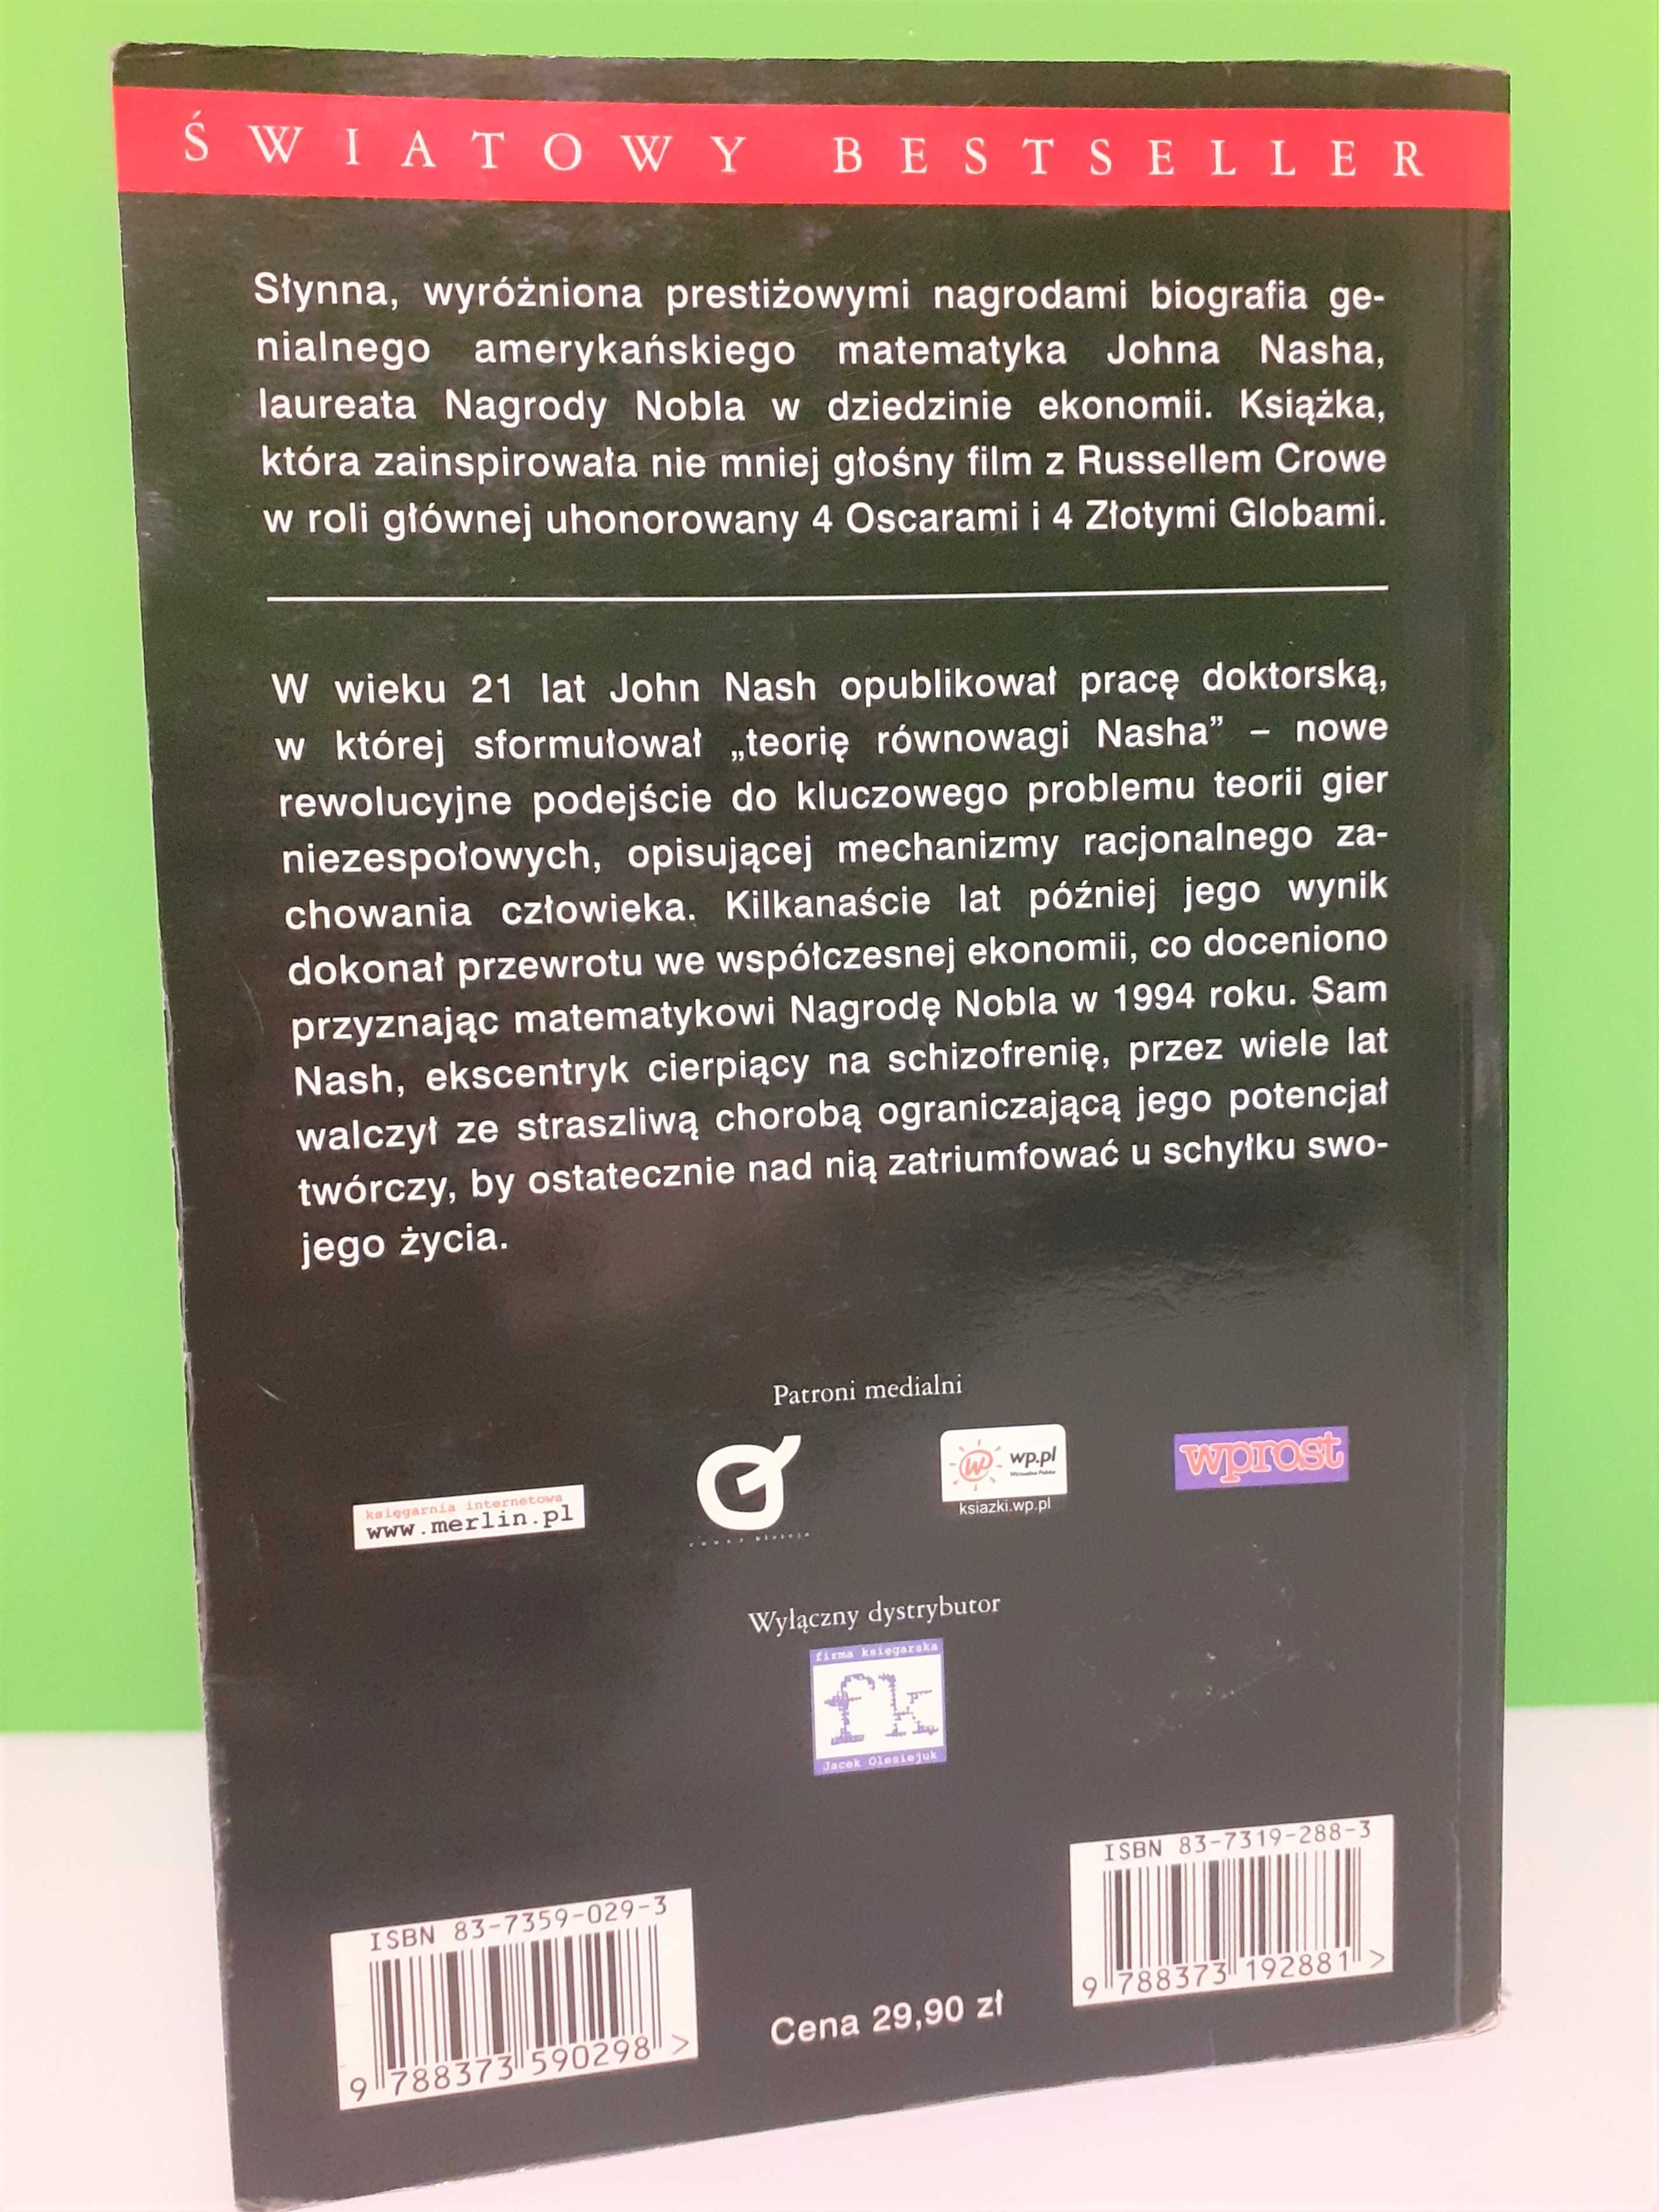 ŚWIATOWY BESTSELLER
Słynna, wyróżniona prestiżowymi nagrodami biografia ge-
nialnego amerykańskiego matematyka Johna Nasha,
laureata Nagrody Nobla w dziedzinie ekonomii. Książka,
która zainspirowała nie mniej głośny film z Russellem Crowe
w roli głównej uhonorowany 4 Oscarami i 4 Złotymi Globami.
W wieku 21 lat John Nash opublikował pracę doktorską,
w której sformułował „teorię równowagi Nasha” – nowe
rewolucyjne podejście do kluczowego problemu teorii gier
niezespołowych, opisującej mechanizmy racjonalnego za-
chowania człowieka. Kilkanaście lat później jego wynik
dokonał przewrotu we współczesnej ekonomii, co doceniono
przyznając matematykowi Nagrodę Nobla w 1994 roku. Sam
Nash, ekscentryk cierpiący na schizofrenię, przez wiele lat
walczył ze straszliwą chorobą ograniczającą jego potencjał
twórczy, by ostatecznie nad nią zatriumfować u schyłku swo-
jego życia.
Patroni medialni
księgarnia internetowa
www.merlin.pl
wp.pl
Wirtualna Polska
ksiazki.wp.pl
wprost
Wyłączny dystrybutor
firma księgarska
fk
Jacek Olesiejuk
ISBN 83-7359-029-3
9 788373 590298 >
Cena 29,90 zł
ISBN 83-7319-288-3
9 788373 192881 >